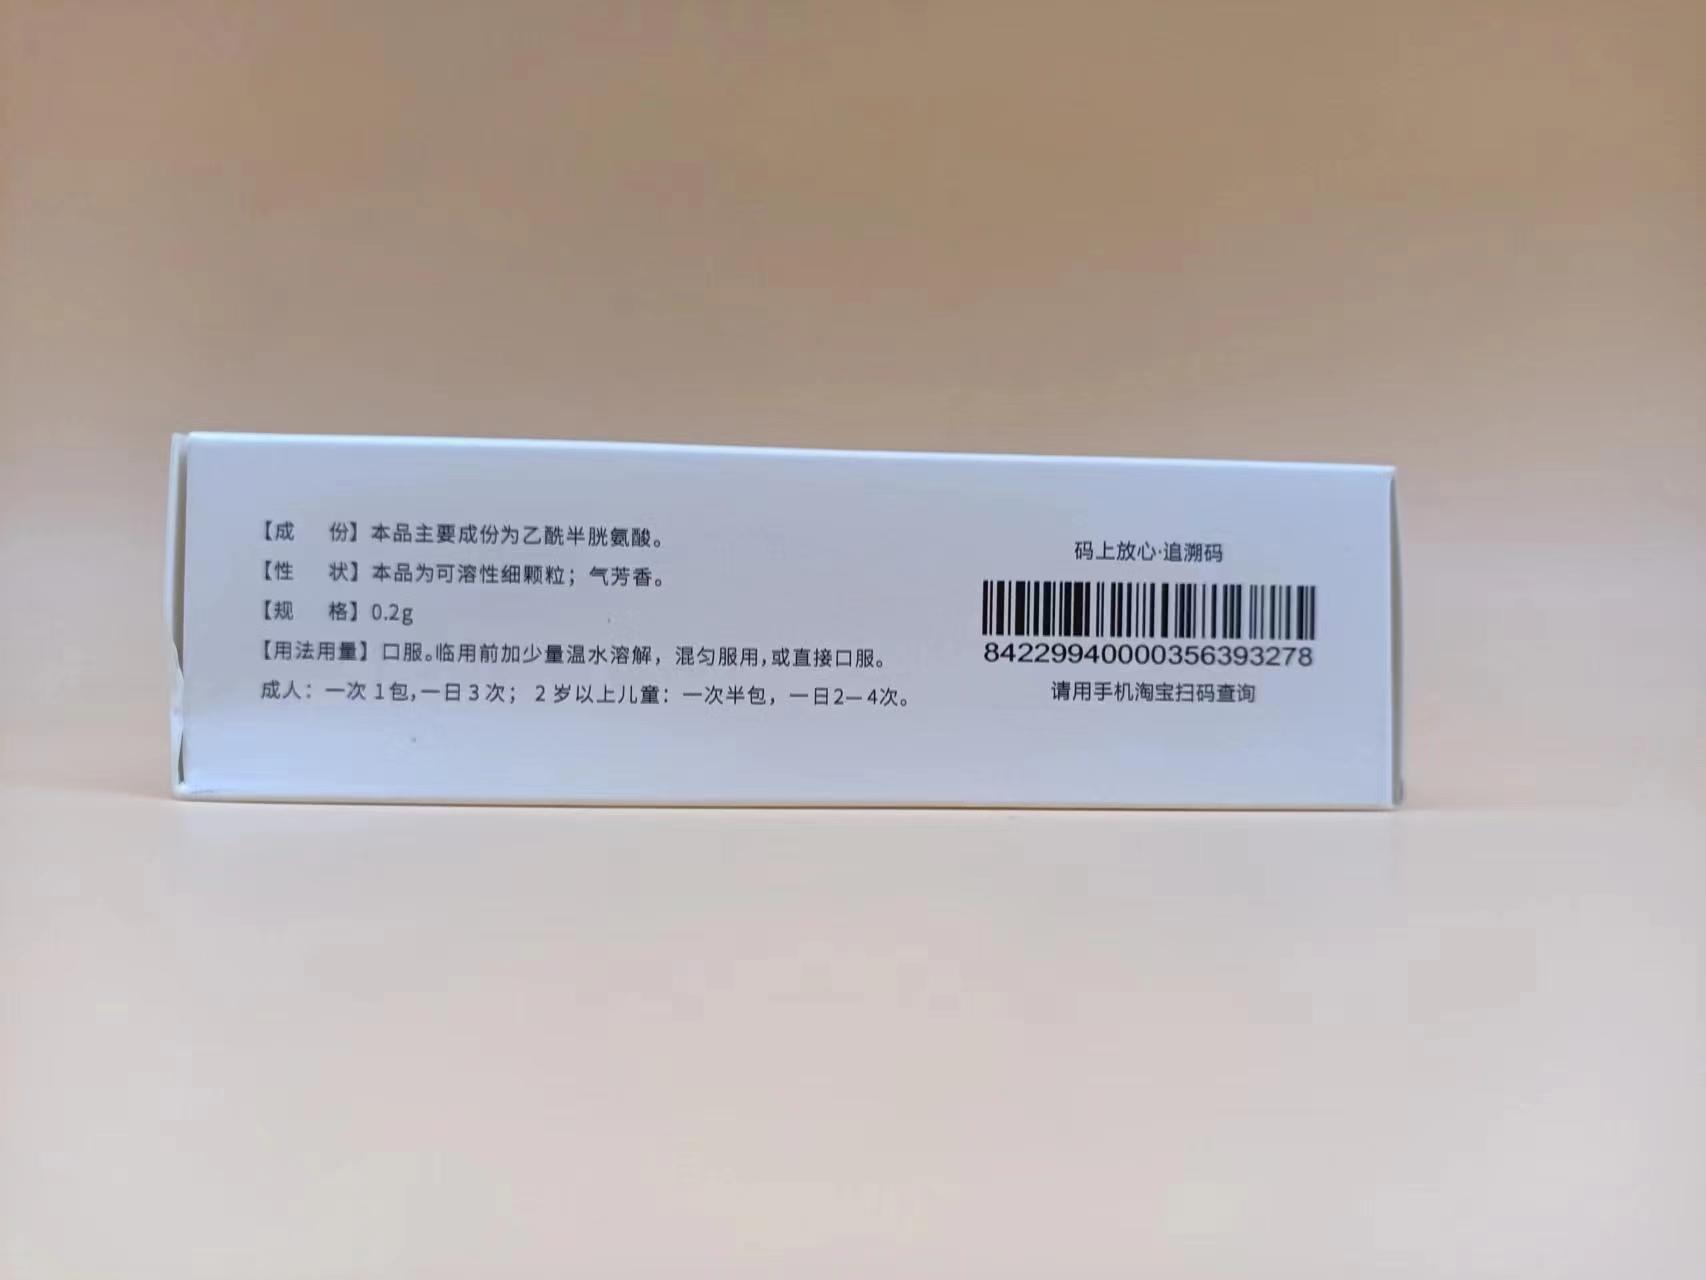 【成 份】本品主要成份为乙酰半胱氨酸。
【性 状】本品为可溶性细颗粒；气芳香。
【规 格】0.2g
【用法用量】口服。临用前加少量温水溶解，混匀服用，或直接口服。
成人：一次1包，一日3次；2岁以上儿童：一次半包，一日2—4次。
码上放心·追溯码
84229940000356393278
请用手机淘宝扫码查询